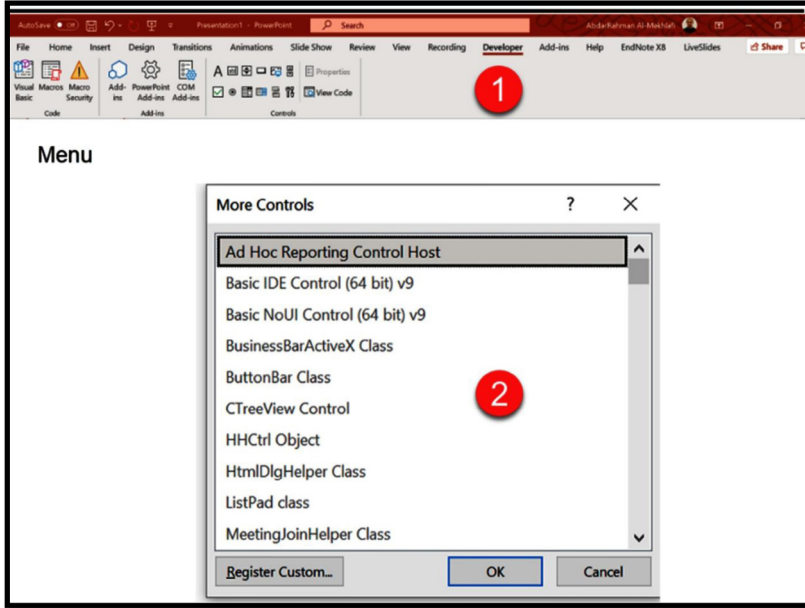 AutoSave Off Presentation1 - PowerPoint Search AbdarRahman Al-Mekhlafi
File Home Insert Design Transitions Animations Slide Show Review View Recording Developer Add-ins Help EndNote X8 LiveSlides Share
Visual Basic Macros Macro Security Add-ins PowerPoint Add-ins COM Add-ins Properties View Code
Code Add-ins Controls
1
Menu
More Controls ? X
Ad Hoc Reporting Control Host
Basic IDE Control (64 bit) v9
Basic NoUI Control (64 bit) v9
BusinessBarActiveX Class
ButtonBar Class
CTreeView Control
2
HHCtrl Object
HtmlDlgHelper Class
ListPad class
MeetingJoinHelper Class
Register Custom... OK Cancel